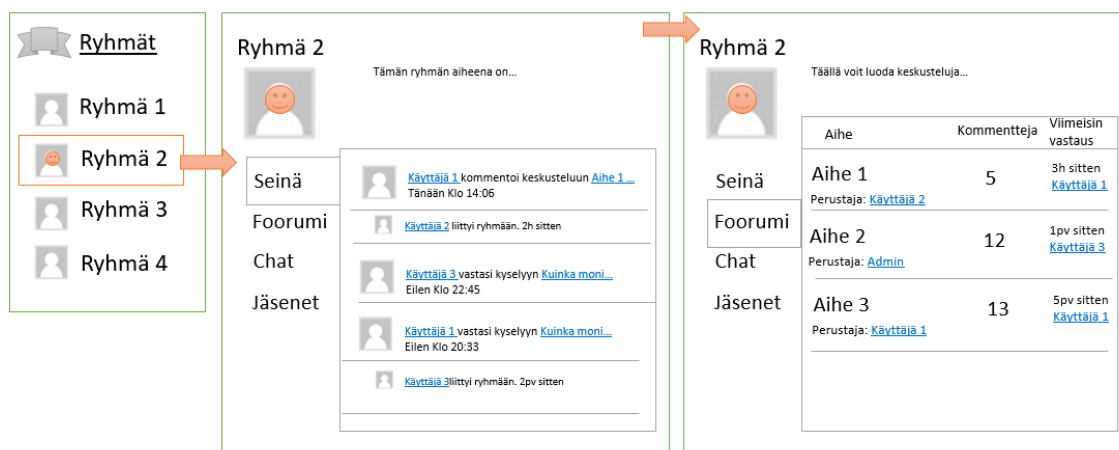 Ryhmät
Ryhmä 1
Ryhmä 2
Ryhmä 3
Ryhmä 4
Ryhmä 2
Tämän ryhmän aiheena on...
Seinä
Foorumi
Chat
Jäsenet
Käyttäjä 1 kommentoi keskusteluun Aihe 1 ...
Tänään Klo 14:06
Käyttäjä 2 liittyi ryhmään. 2h sitten
Käyttäjä 3 vastasi kyselyyn Kuinka moni...
Eilen Klo 22:45
Käyttäjä 1 vastasi kyselyyn Kuinka moni...
Eilen Klo 20:33
Käyttäjä 3liittyi ryhmään. 2pv sitten
Ryhmä 2
Täällä voit luoda keskusteluja...
Seinä
Foorumi
Chat
Jäsenet
Aihe Kommentteja Viimeisin
vastaus
Aihe 1 5 3h sitten
Perustaja: Käyttäjä 2 Käyttäjä 1
Aihe 2 12 1pv sitten
Perustaja: Admin Käyttäjä 3
Aihe 3 13 5pv sitten
Perustaja: Käyttäjä 1 Käyttäjä 1